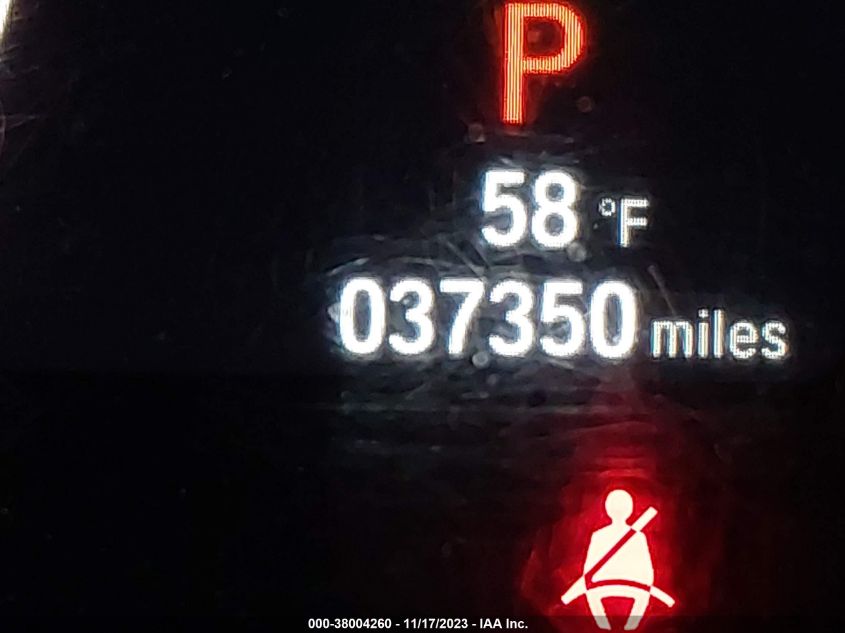 P
58 °F
037350 miles
000-38004260 - 11/17/2023 - IAA Inc.